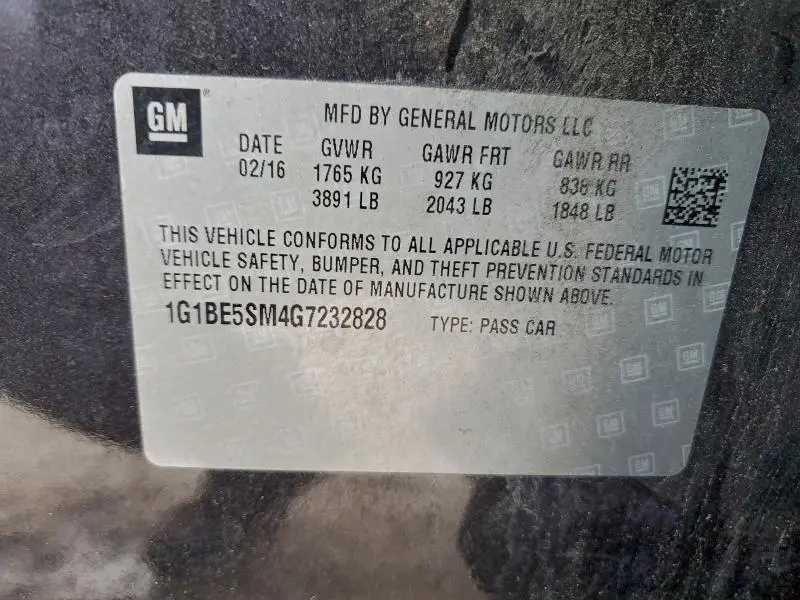 GM®
MFD BY GENERAL MOTORS LLC
DATE GVWR GAWR FRT GAWR RR
02/16 1765 KG 927 KG 838 KG
3891 LB 2043 LB 1848 LB
THIS VEHICLE CONFORMS TO ALL APPLICABLE U.S. FEDERAL MOTOR
VEHICLE SAFETY, BUMPER, AND THEFT PREVENTION STANDARDS IN
EFFECT ON THE DATE OF MANUFACTURE SHOWN ABOVE.
1G1BE5SM4G7232828 TYPE: PASS CAR